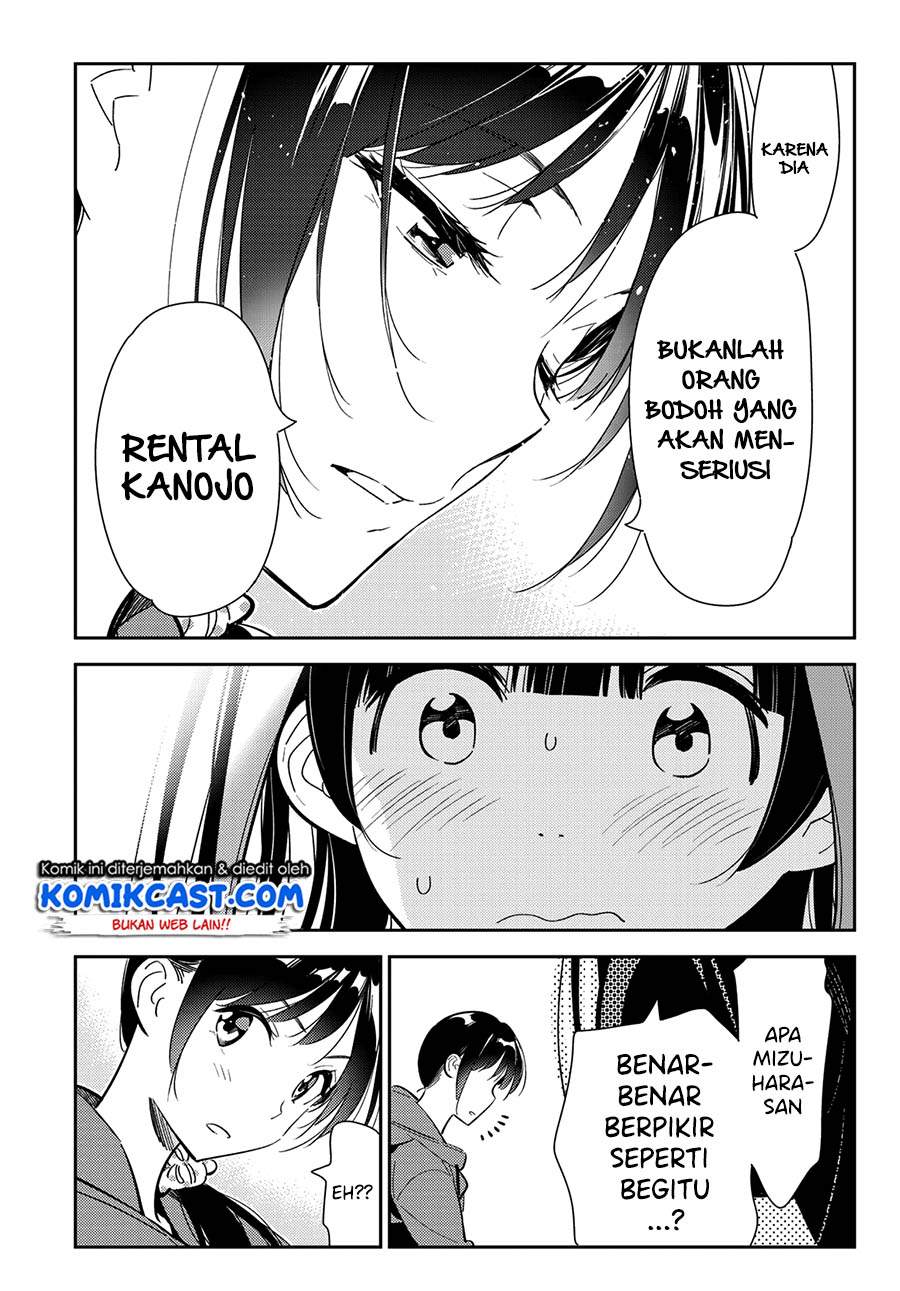 KARENA
DIA
BUKANLAH
ORANG
BODOH YANG
AKAN MEN-
SERIUSI
RENTAL
KANOJO
Komik ini diterjemahkan & diedit oleh
KOMIKCAST.COM
BUKAN WEB LAIN!!
APA
MIZU-
HARA-
SAN
BENAR-
BENAR
BERPIKIR
SEPERTI
BEGITU
...?
EH??